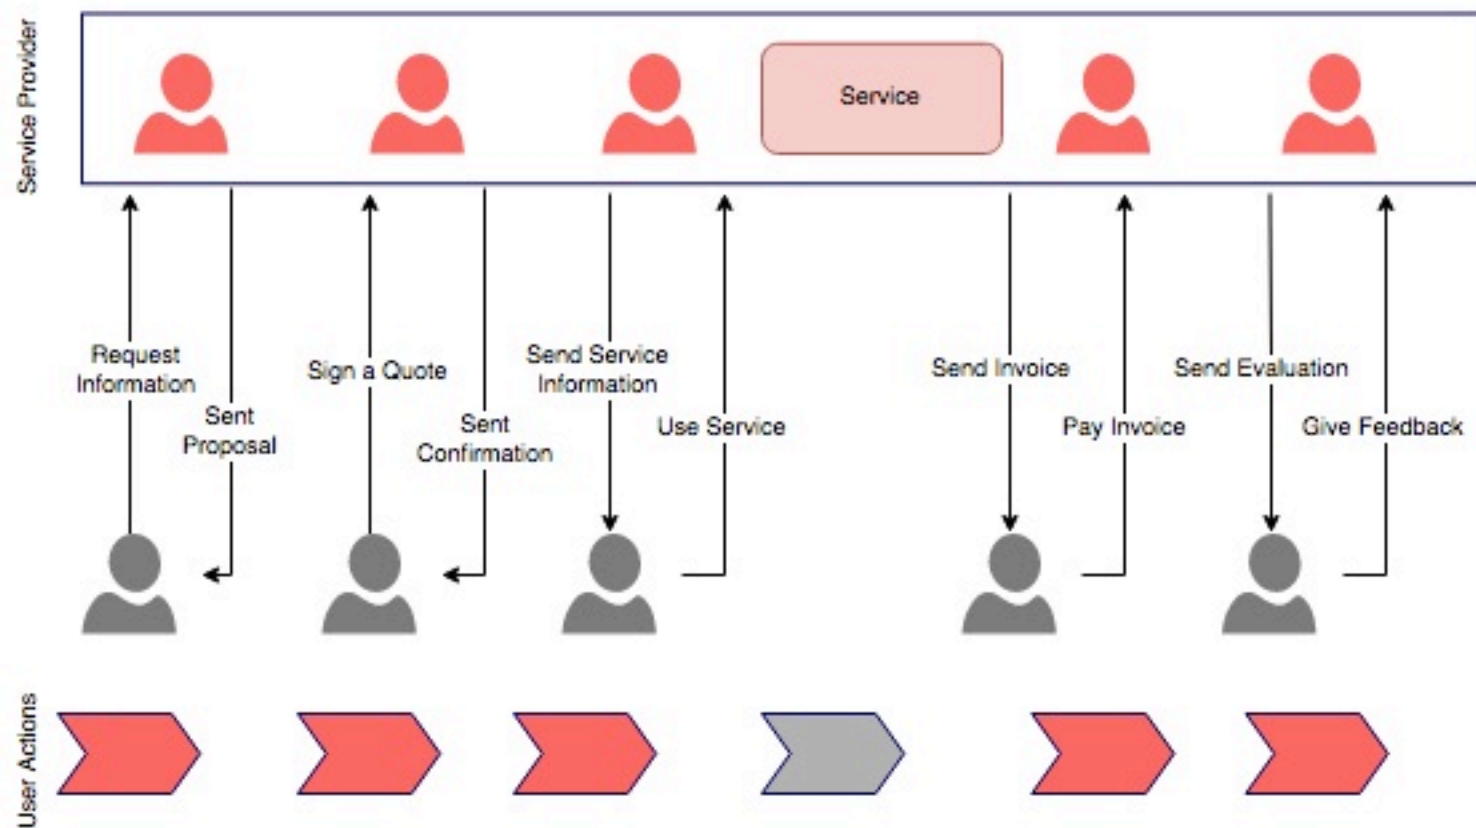 Service Provider
Service
Request
Information
Sent
Proposal
Sign a Quote
Sent
Confirmation
Send Service
Information
Use Service
Send Invoice
Pay Invoice
Send Evaluation
Give Feedback
User Actions